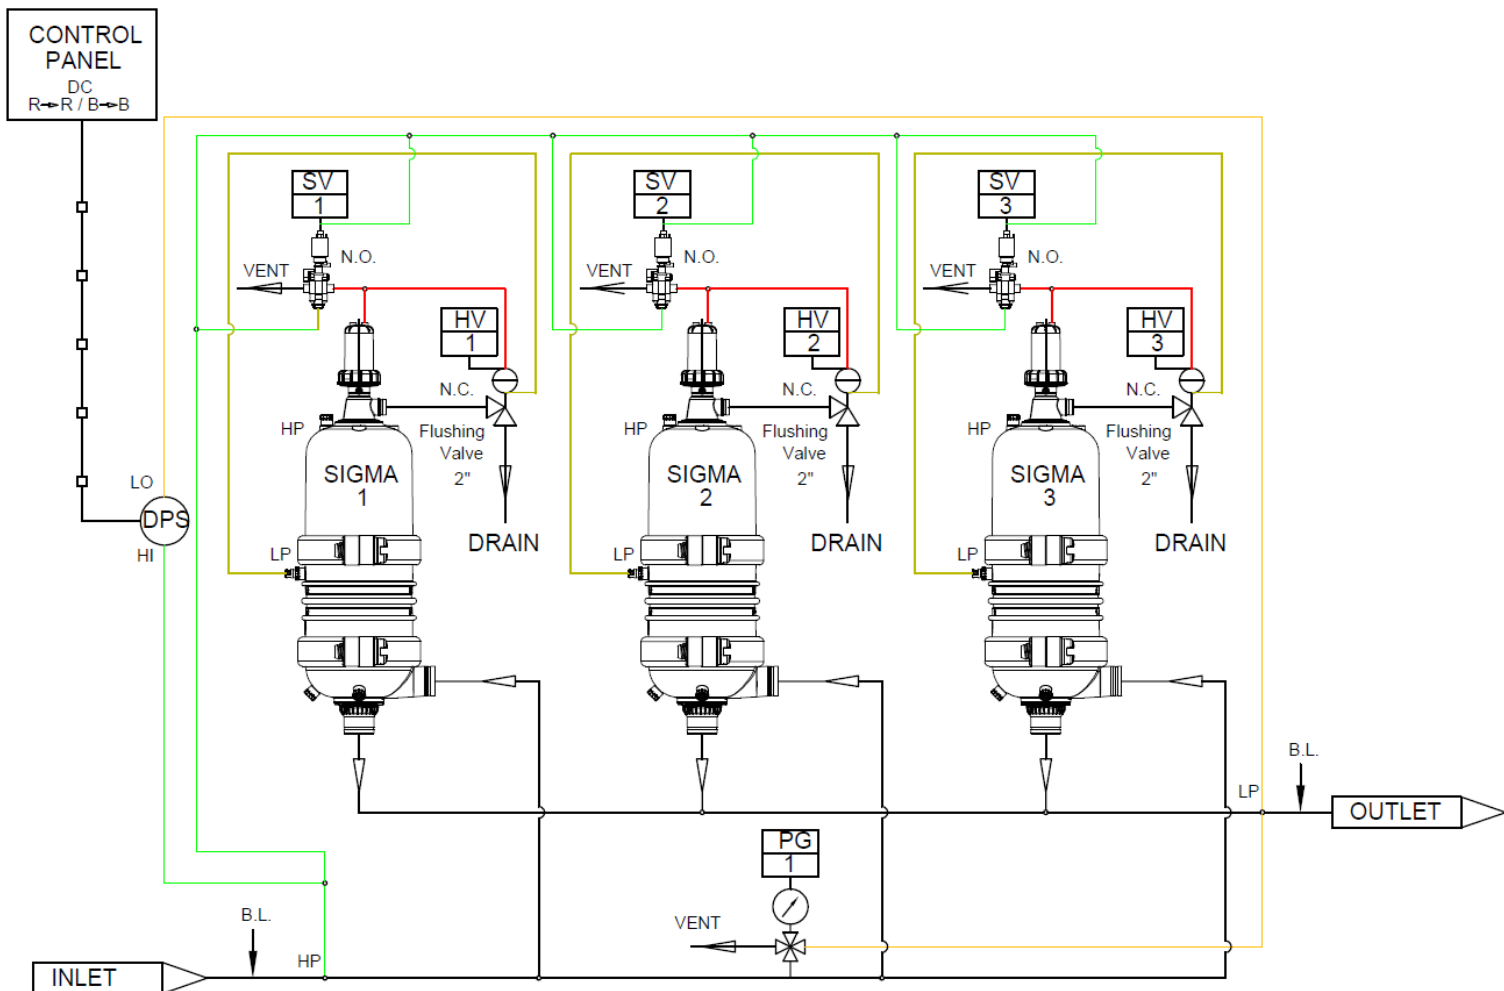 CONTROL
PANEL
DC
R→R / B→B
SV
1
SV
2
SV
3
N.O.
N.O.
N.O.
VENT
VENT
VENT
HV
1
HV
2
HV
3
N.C.
N.C.
N.C.
HP
HP
HP
Flushing
Valve
2"
Flushing
Valve
2"
Flushing
Valve
2"
SIGMA
1
SIGMA
2
SIGMA
3
LO
DPS
HI
DRAIN
DRAIN
DRAIN
LP
LP
LP
B.L.
LP
OUTLET
PG
1
VENT
B.L.
HP
INLET